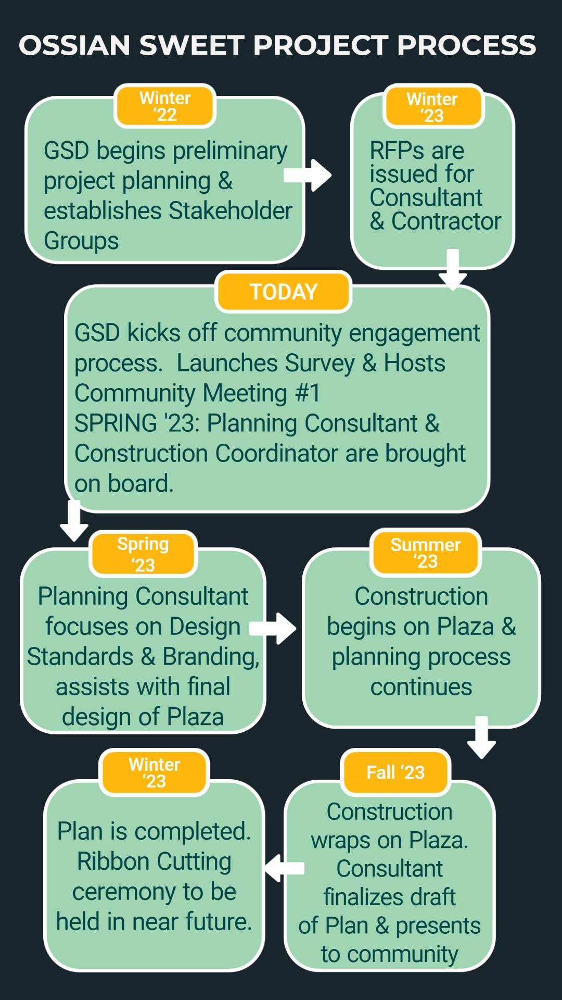 OSSIAN SWEET PROJECT PROCESS
Winter
‘22
GSD begins preliminary
project planning &
establishes Stakeholder
Groups
Winter
‘23
RFPs are
issued for
Consultant
& Contractor
TODAY
GSD kicks off community engagement
process.  Launches Survey & Hosts
Community Meeting #1
SPRING '23: Planning Consultant &
Construction Coordinator are brought
on board.
Spring
‘23
Planning Consultant
focuses on Design
Standards & Branding,
assists with final
design of Plaza
Summer
‘23
Construction
begins on Plaza &
planning process
continues
Fall ‘23
Construction
wraps on Plaza.
Consultant
finalizes draft
of Plan & presents
to community
Winter
‘23
Plan is completed.
Ribbon Cutting
ceremony to be
held in near future.